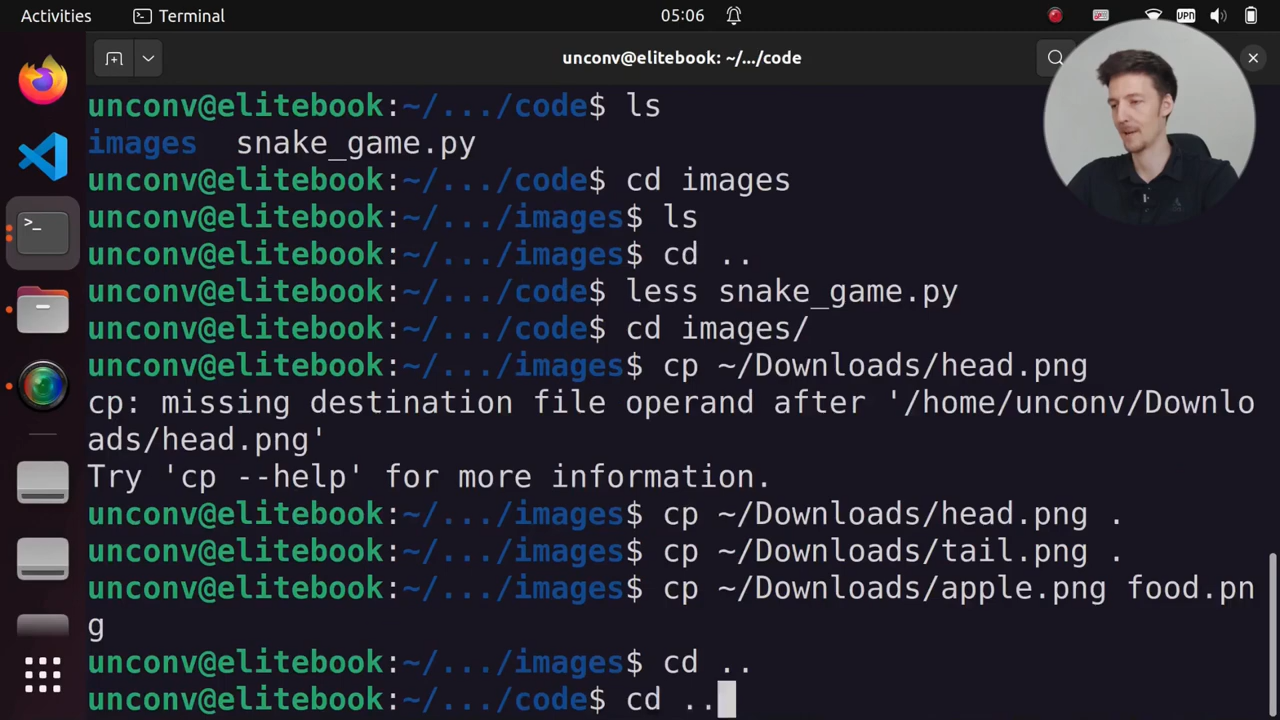 Activities Terminal 05:06 VPN
unconv@elitebook: ~/.../code
unconv@elitebook:~/.../code$ ls
images snake_game.py
unconv@elitebook:~/.../code$ cd images
unconv@elitebook:~/.../images$ ls
unconv@elitebook:~/.../images$ cd ..
unconv@elitebook:~/.../code$ less snake_game.py
unconv@elitebook:~/.../code$ cd images/
unconv@elitebook:~/.../images$ cp ~/Downloads/head.png
cp: missing destination file operand after '/home/unconv/Downlo
ads/head.png'
Try 'cp --help' for more information.
unconv@elitebook:~/.../images$ cp ~/Downloads/head.png .
unconv@elitebook:~/.../images$ cp ~/Downloads/tail.png .
unconv@elitebook:~/.../images$ cp ~/Downloads/apple.png food.pn
g
unconv@elitebook:~/.../images$ cd ..
unconv@elitebook:~/.../code$ cd ..